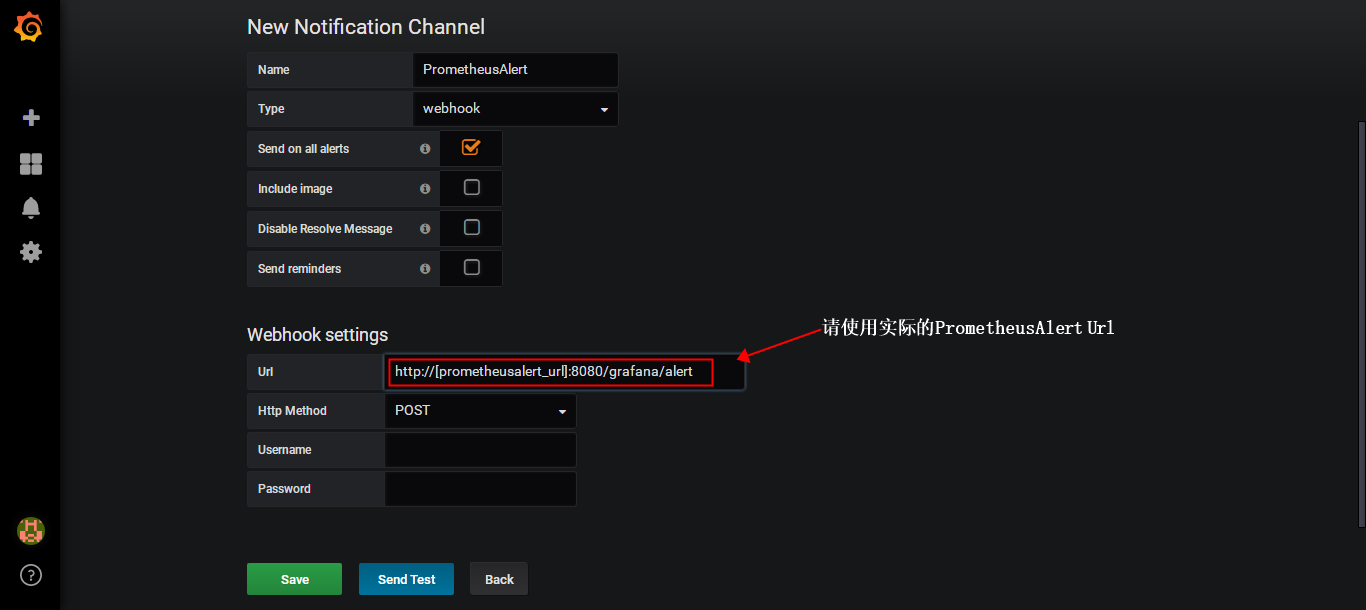 New Notification Channel
Name PrometheusAlert
Type webhook
Send on all alerts
Include image
Disable Resolve Message
Send reminders
请使用实际的PrometheusAlert Url
Webhook settings
Url http://[prometheusalert_url]:8080/grafana/alert
Http Method POST
Username
Password
Save Send Test Back